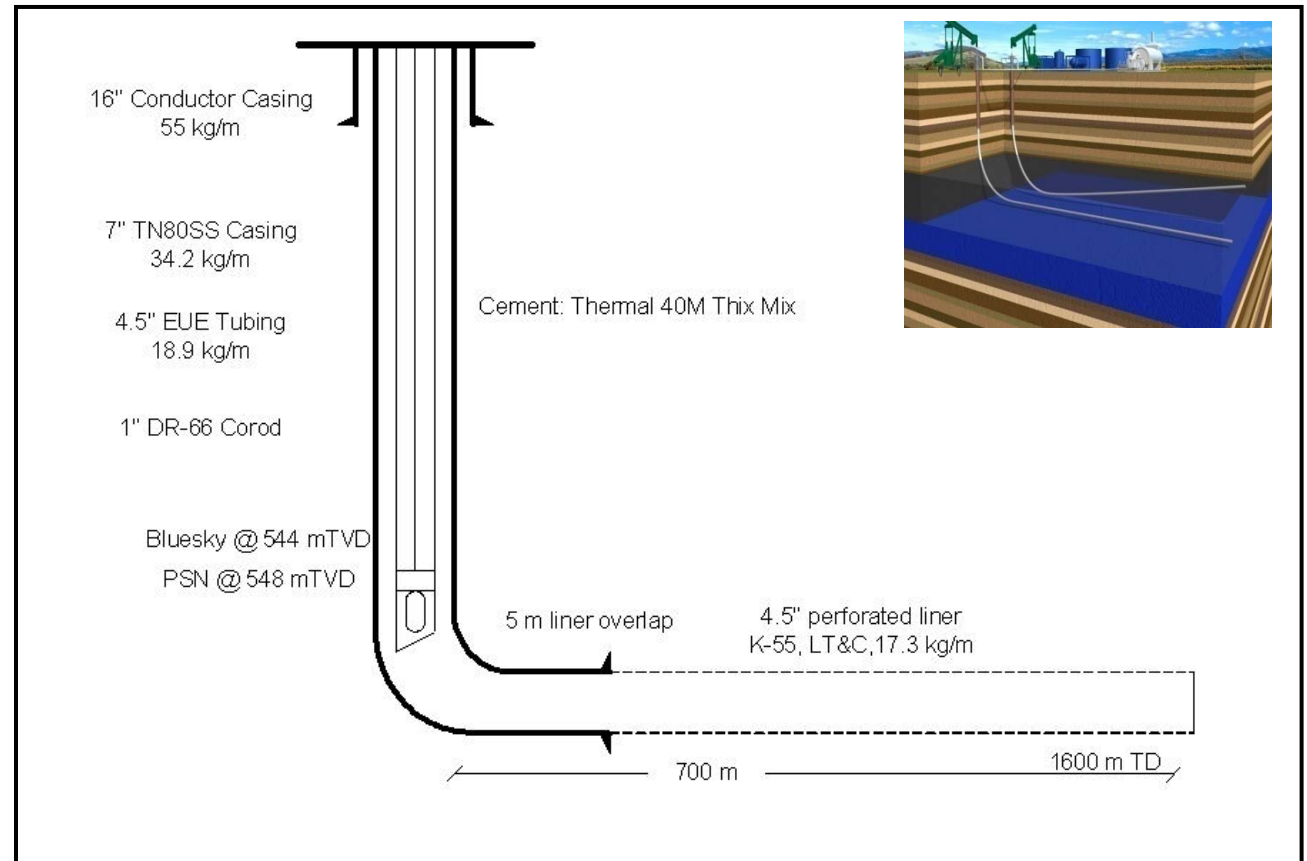 16" Conductor Casing
55 kg/m
7" TN80SS Casing
34.2 kg/m
Cement: Thermal 40M Thix Mix
4.5" EUE Tubing
18.9 kg/m
1" DR-66 Corod
Bluesky @ 544 mTVD
PSN @ 548 mTVD
5 m liner overlap
4.5" perforated liner
K-55, LT&C,17.3 kg/m
700 m
1600 m TD